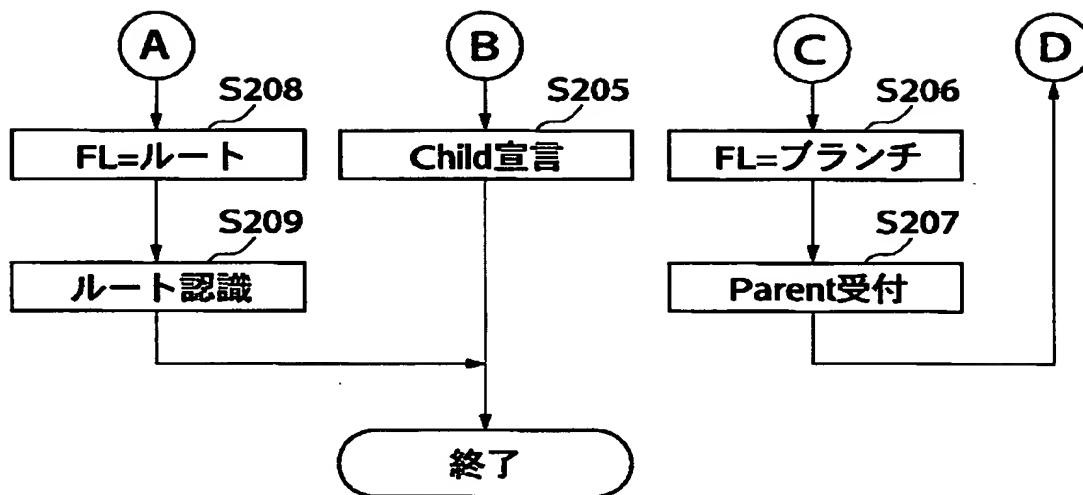 A
B
C
D
S208
S205
S206
FL=ルート
Child宣言
FL=ブランチ
S209
S207
ルート認識
Parent受付
終了